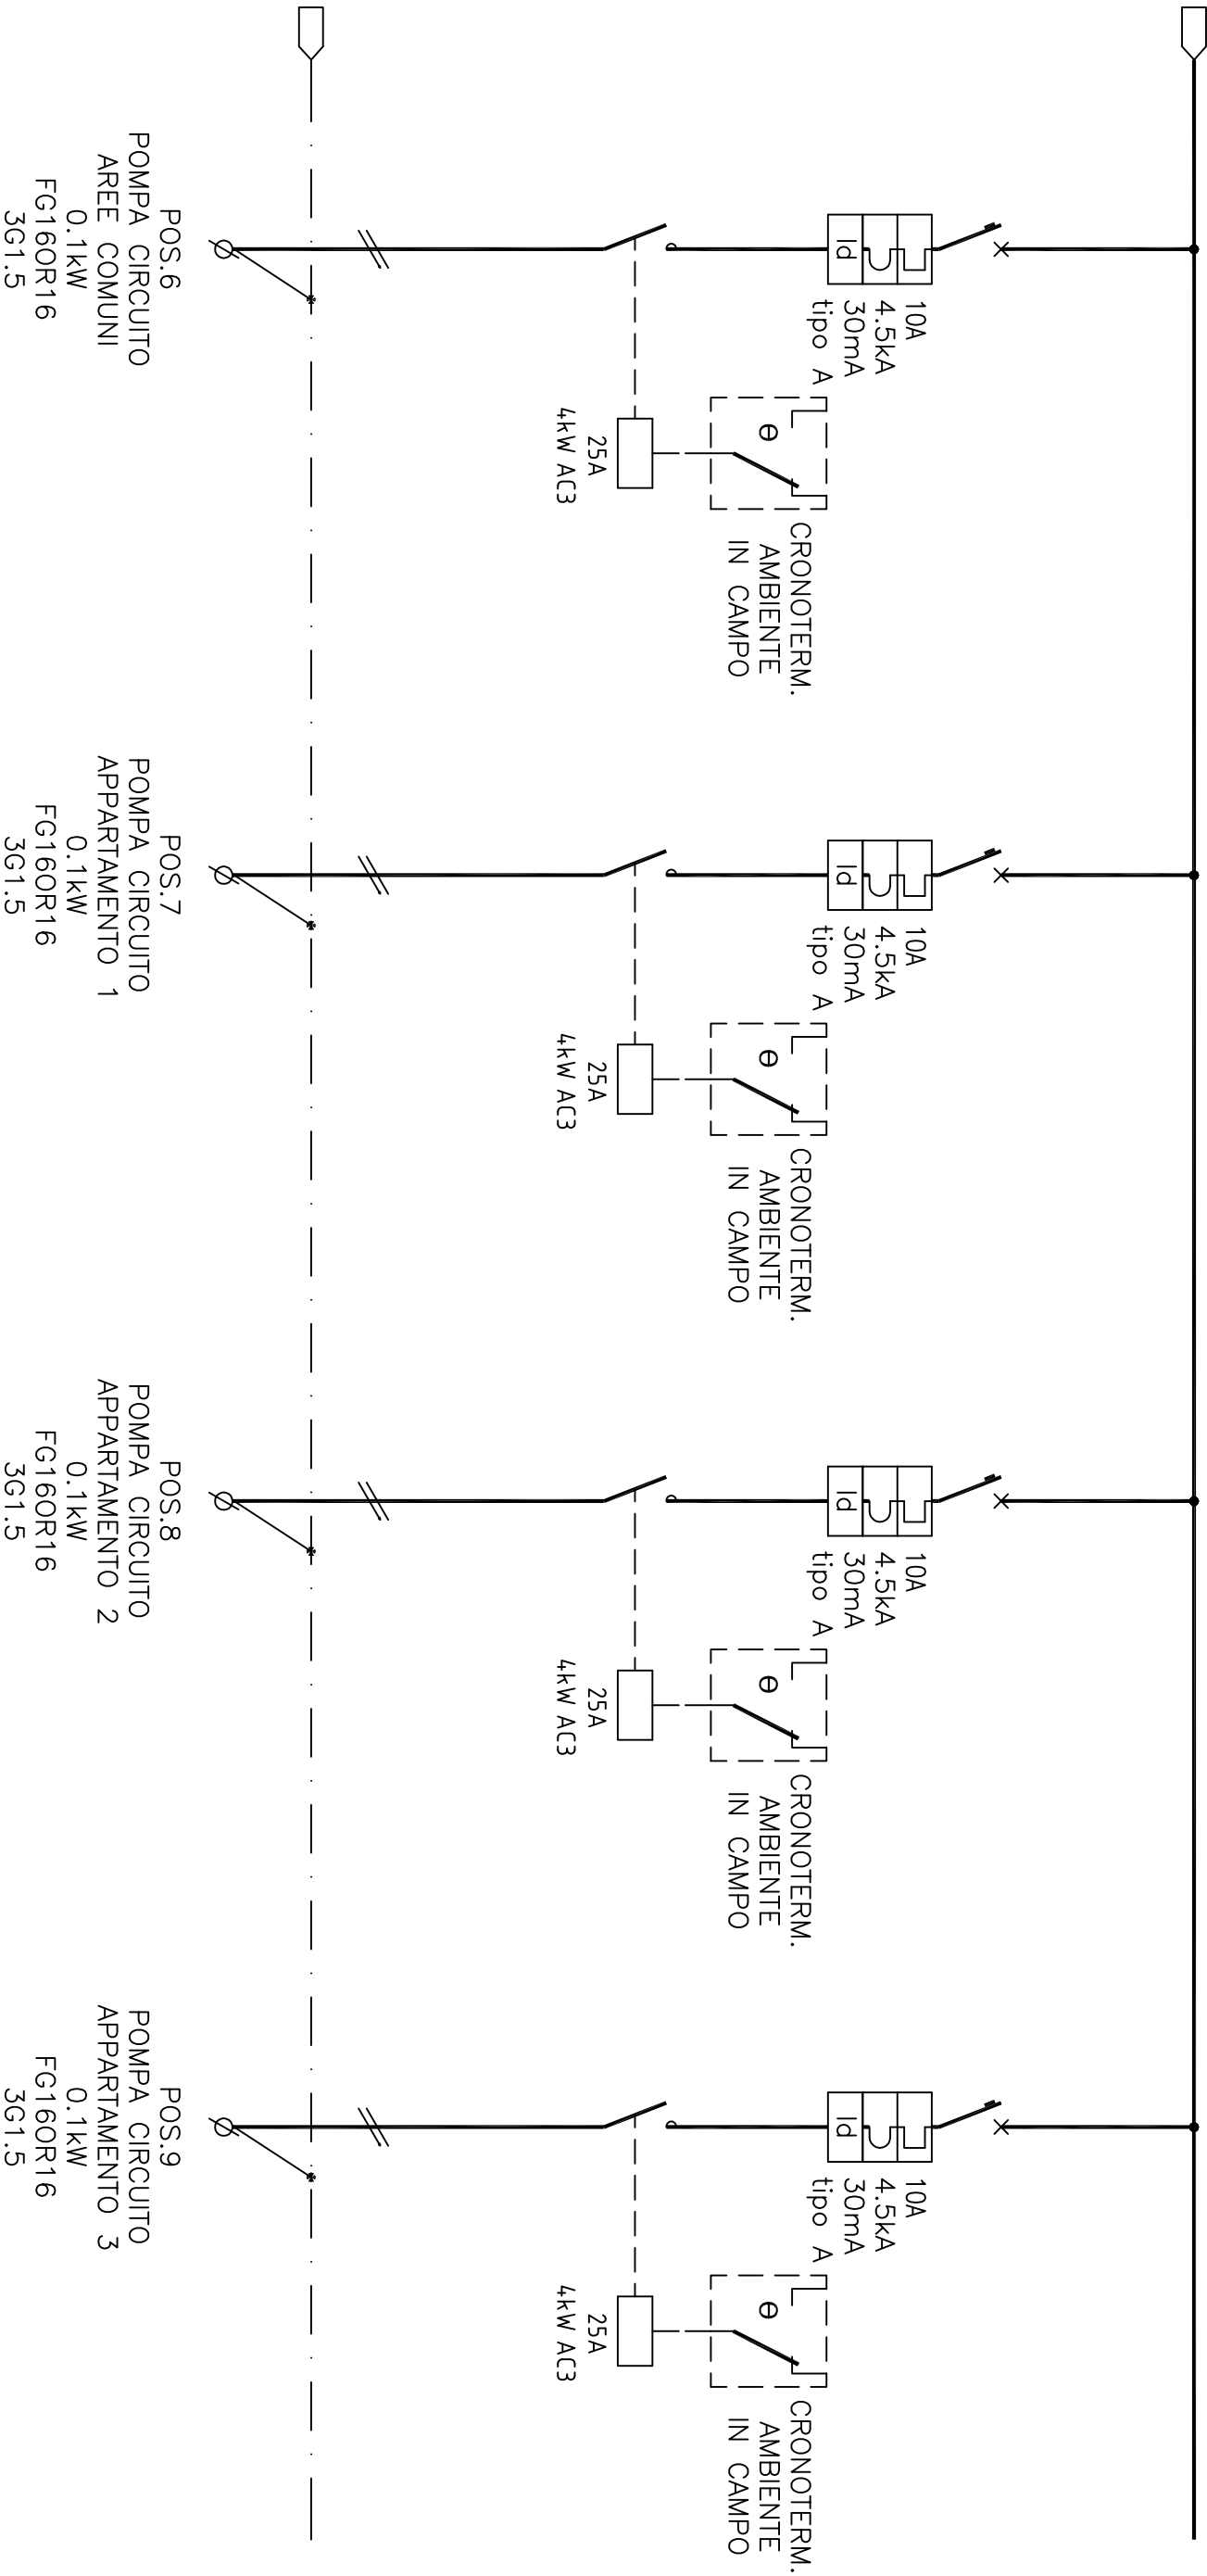 10A
4.5kA
30mA
tipo A
Id
CRONOTERM.
AMBIENTE
IN CAMPO
θ
25A
4kW AC3
POS.6
POMPA CIRCUITO
AREE COMUNI
0.1kW
FG16OR16
3G1.5
10A
4.5kA
30mA
tipo A
Id
CRONOTERM.
AMBIENTE
IN CAMPO
θ
25A
4kW AC3
POS.7
POMPA CIRCUITO
APPARTAMENTO 1
0.1kW
FG16OR16
3G1.5
10A
4.5kA
30mA
tipo A
Id
CRONOTERM.
AMBIENTE
IN CAMPO
θ
25A
4kW AC3
POS.8
POMPA CIRCUITO
APPARTAMENTO 2
0.1kW
FG16OR16
3G1.5
10A
4.5kA
30mA
tipo A
Id
CRONOTERM.
AMBIENTE
IN CAMPO
θ
25A
4kW AC3
POS.9
POMPA CIRCUITO
APPARTAMENTO 3
0.1kW
FG16OR16
3G1.5